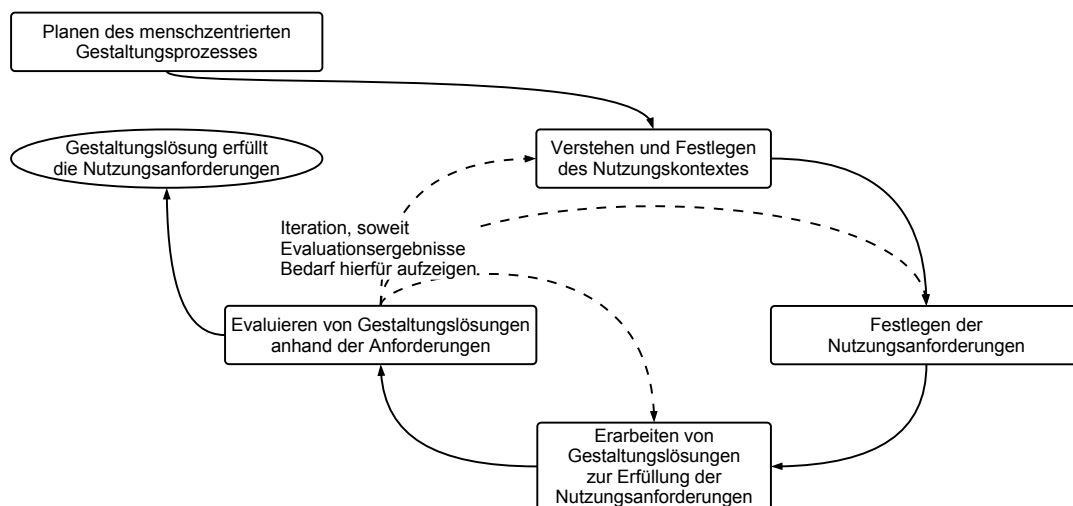 Planen des menschzentrierten
Gestaltungsprozesses
Gestaltungslösung erfüllt
die Nutzungsanforderungen
Verstehen und Festlegen
des Nutzungskontextes
Iteration, soweit
Evaluationsergebnisse
Bedarf hierfür aufzeigen.
Evaluieren von Gestaltungslösungen
anhand der Anforderungen
Festlegen der
Nutzungsanforderungen
Erarbeiten von
Gestaltungslösungen
zur Erfüllung der
Nutzungsanforderungen